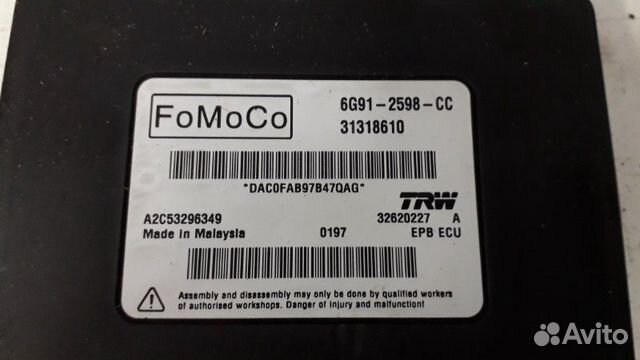 FoMoCo
6G91-2598-CC
31318610
*DAC0FAB97B47QAG*
TRW
A2C53296349
32620227 A
Made in Malaysia
0197
EPB ECU
Assembly and disassembly may only be done by qualified workers
of authorised workshops. Danger of injury and malfunction!
Avito